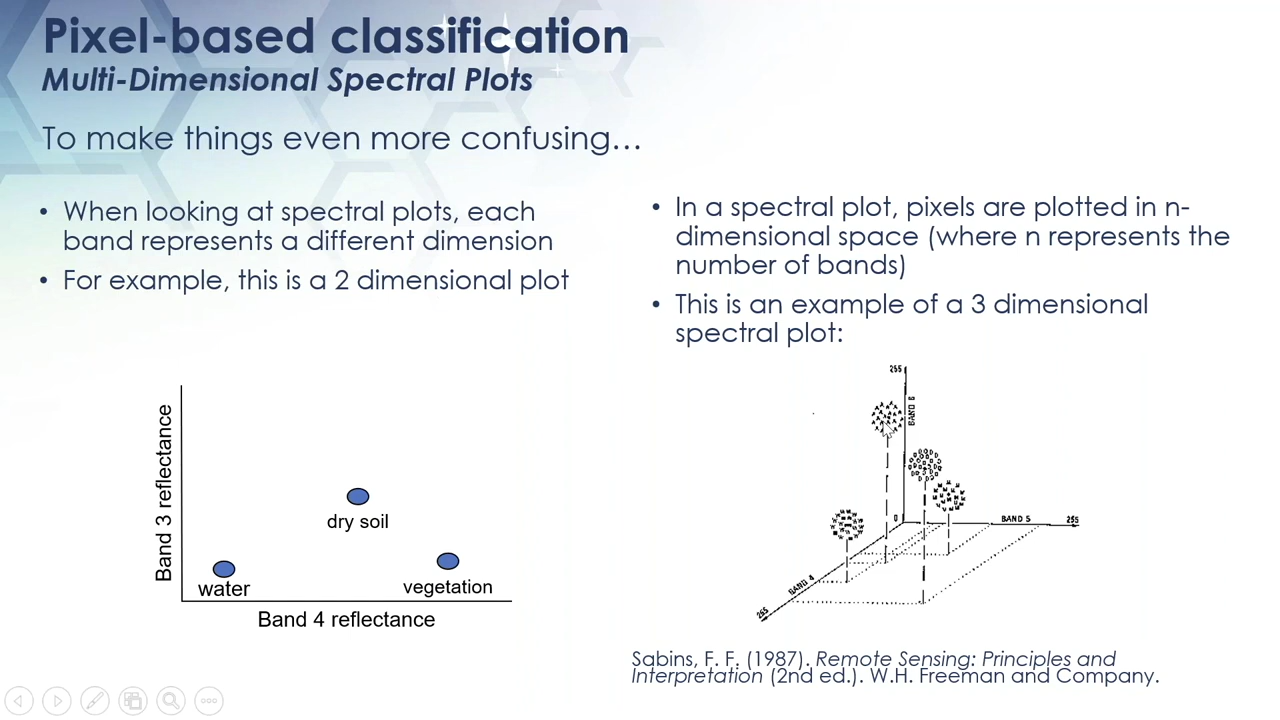 Pixel-based classification
Multi-Dimensional Spectral Plots
To make things even more confusing…
• When looking at spectral plots, each
band represents a different dimension
• For example, this is a 2 dimensional plot
Band 3 reflectance
dry soil
water
vegetation
Band 4 reflectance
• In a spectral plot, pixels are plotted in n-
dimensional space (where n represents the
number of bands)
• This is an example of a 3 dimensional
spectral plot:
255
BAND 6
0
BAND 5
255
BAND 4
255
Sabins, F. F. (1987). Remote Sensing: Principles and
Interpretation (2nd ed.). W.H. Freeman and Company.